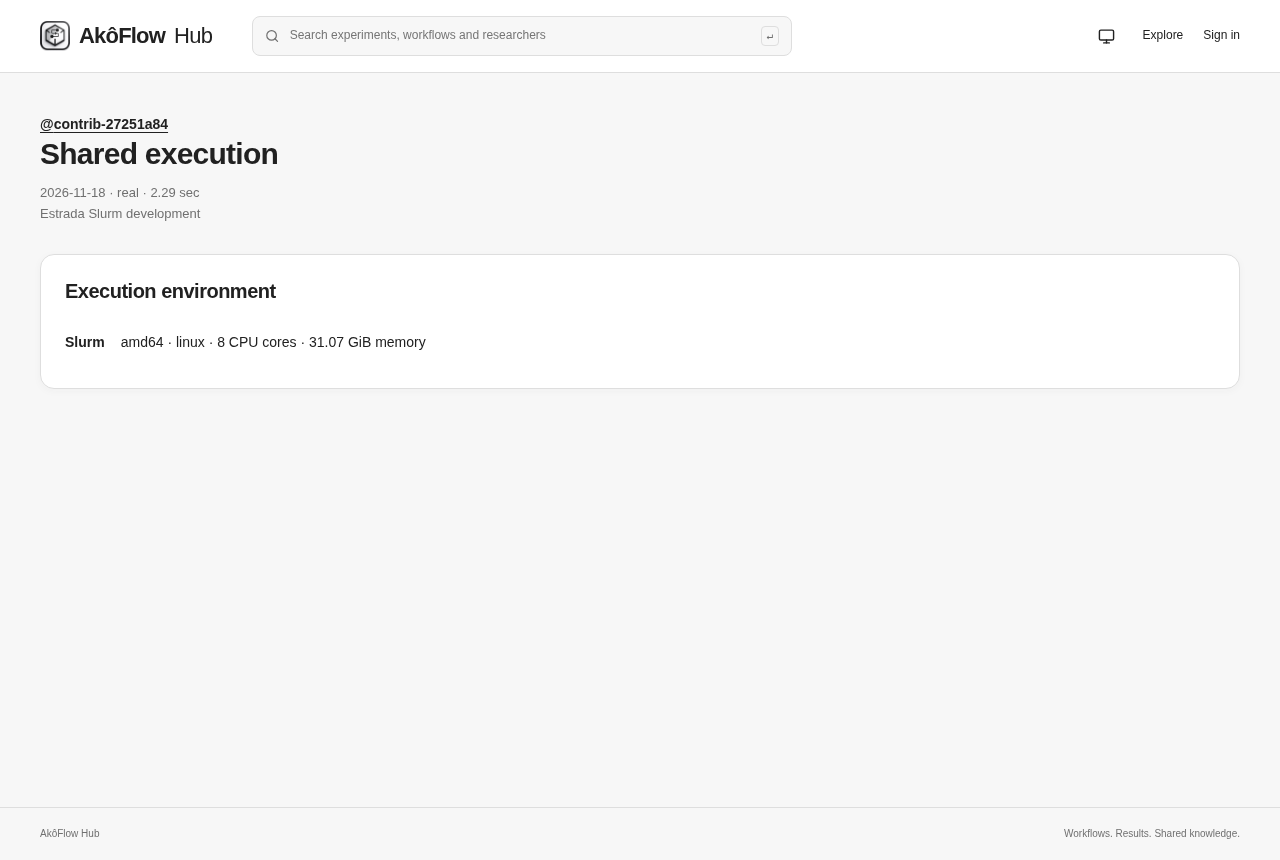 AkôFlow Hub
Search experiments, workflows and researchers
↵
Explore
Sign in
@contrib-27251a84
Shared execution
2026-11-18 · real · 2.29 sec
Estrada Slurm development
Execution environment
Slurm amd64 · linux · 8 CPU cores · 31.07 GiB memory
AkôFlow Hub
Workflows. Results. Shared knowledge.